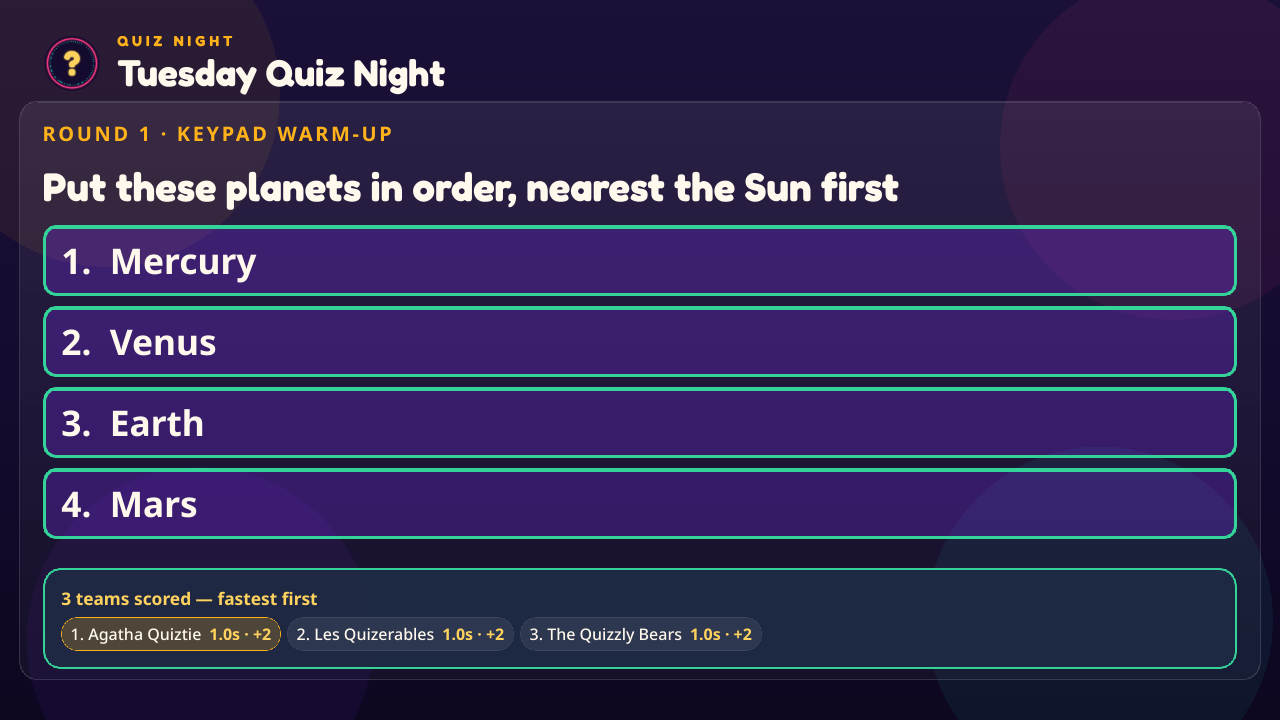 ?
QUIZ NIGHT
Tuesday Quiz Night
ROUND 1 · KEYPAD WARM-UP
Put these planets in order, nearest the Sun first
1. Mercury
2. Venus
3. Earth
4. Mars
3 teams scored — fastest first
1. Agatha Quiztie 1.0s · +2 2. Les Quizerables 1.0s · +2 3. The Quizzly Bears 1.0s · +2